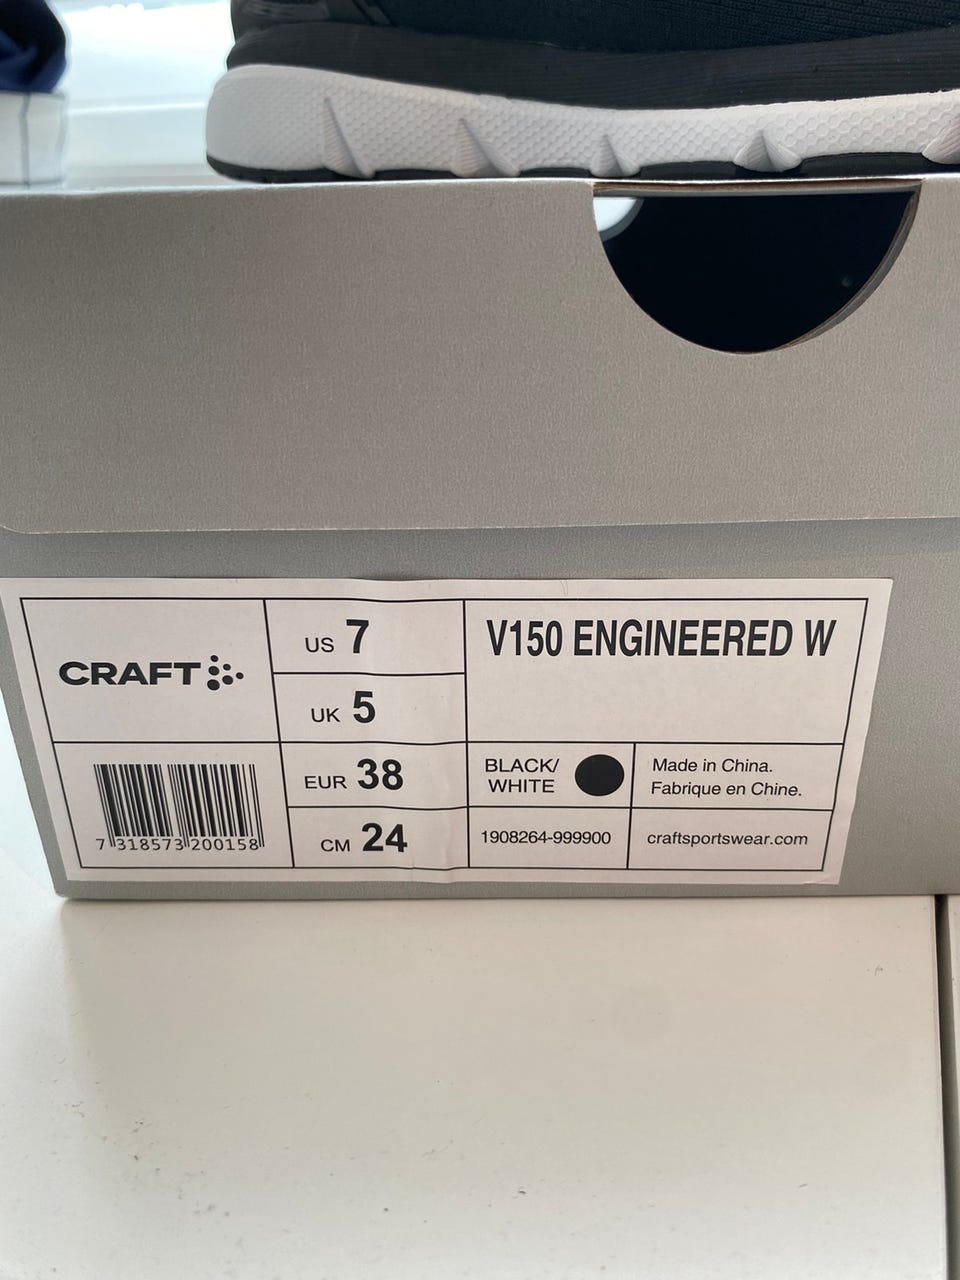 CRAFT
US 7
UK 5
EUR 38
CM 24
V150 ENGINEERED W
BLACK/
WHITE
Made in China.
Fabrique en Chine.
1908264-999900
craftsportswear.com
7 318573 200158